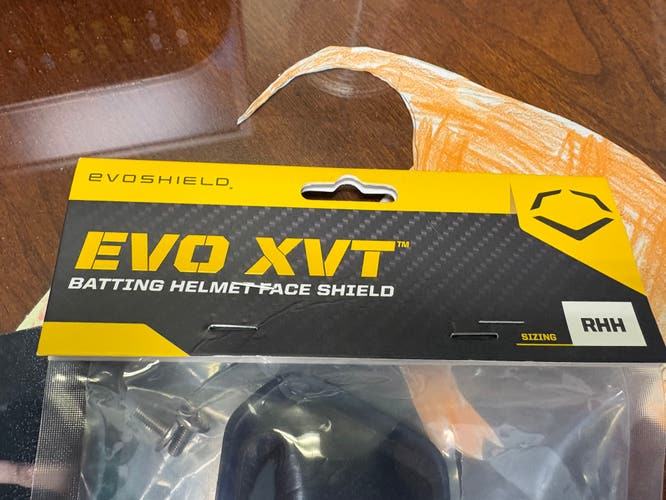 EVOSHIELD
EVO XVT™
BATTING HELMET FACE SHIELD
SIZING RHH